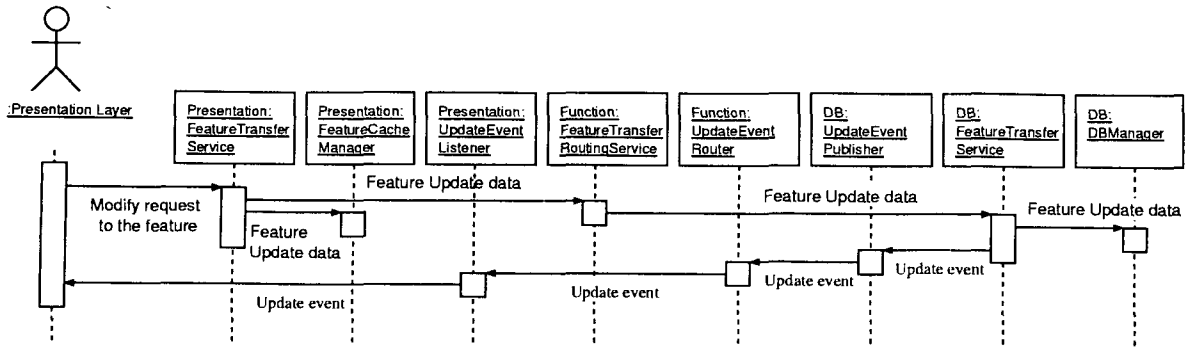 :Presentation Layer
Presentation:
FeatureTransfer
Service
Presentation:
FeatureCache
Manager
Presentation:
UpdateEvent
Listener
Function:
FeatureTransfer
RoutingService
Function:
UpdateEvent
Router
DB:
UpdateEvent
Publisher
DB:
FeatureTransfer
Service
DB:
DBManager
Modify request
to the feature
Feature Update data
Feature
Update data
Feature Update data
Feature Update data
Update event
Update event
Update event
Update event